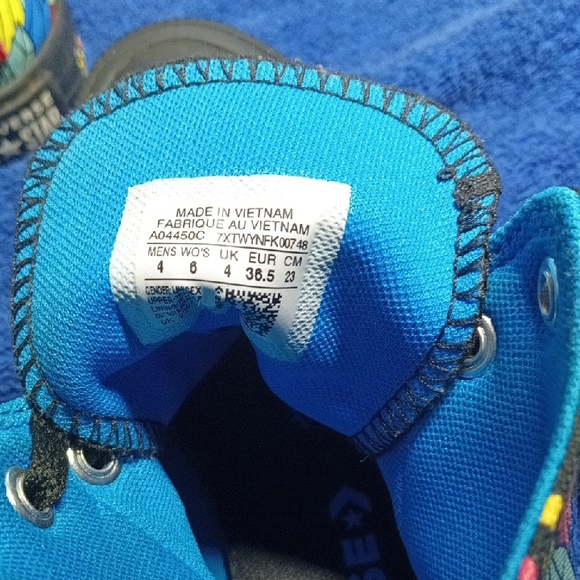 MADE IN VIETNAM
FABRIQUE AU VIETNAM
A04450C 7XTWYNFK00748
MENS WO'S UK EUR CM
4 6 4 36.5 23
GENDER: UNISEX
UPPER